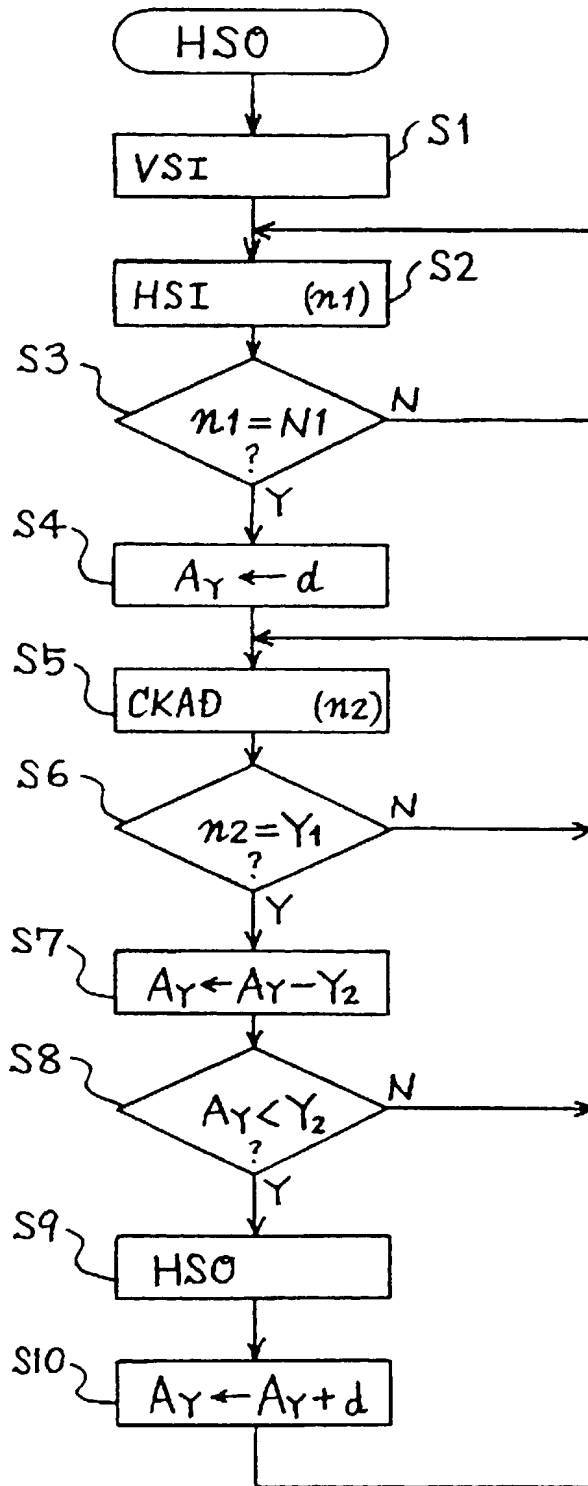 HSO
S1
VSI
S2
HSI (n1)
S3
n1=N1
?
N
Y
S4
AY ← d
S5
CKAD (n2)
S6
n2=Y1
?
N
Y
S7
AY←AY−Y2
S8
AY<Y2
?
N
Y
S9
HSO
S10
AY←AY+d